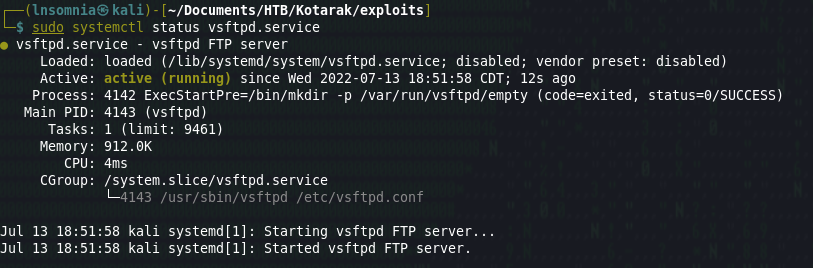 ┌──(lnsomnia㉿kali)-[~/Documents/HTB/Kotarak/exploits]
└─$ sudo systemctl status vsftpd.service
● vsftpd.service - vsftpd FTP server
     Loaded: loaded (/lib/systemd/system/vsftpd.service; disabled; vendor preset: disabled)
     Active: active (running) since Wed 2022-07-13 18:51:58 CDT; 12s ago
    Process: 4142 ExecStartPre=/bin/mkdir -p /var/run/vsftpd/empty (code=exited, status=0/SUCCESS)
   Main PID: 4143 (vsftpd)
      Tasks: 1 (limit: 9461)
     Memory: 912.0K
        CPU: 4ms
     CGroup: /system.slice/vsftpd.service
             └─4143 /usr/sbin/vsftpd /etc/vsftpd.conf

Jul 13 18:51:58 kali systemd[1]: Starting vsftpd FTP server...
Jul 13 18:51:58 kali systemd[1]: Started vsftpd FTP server.